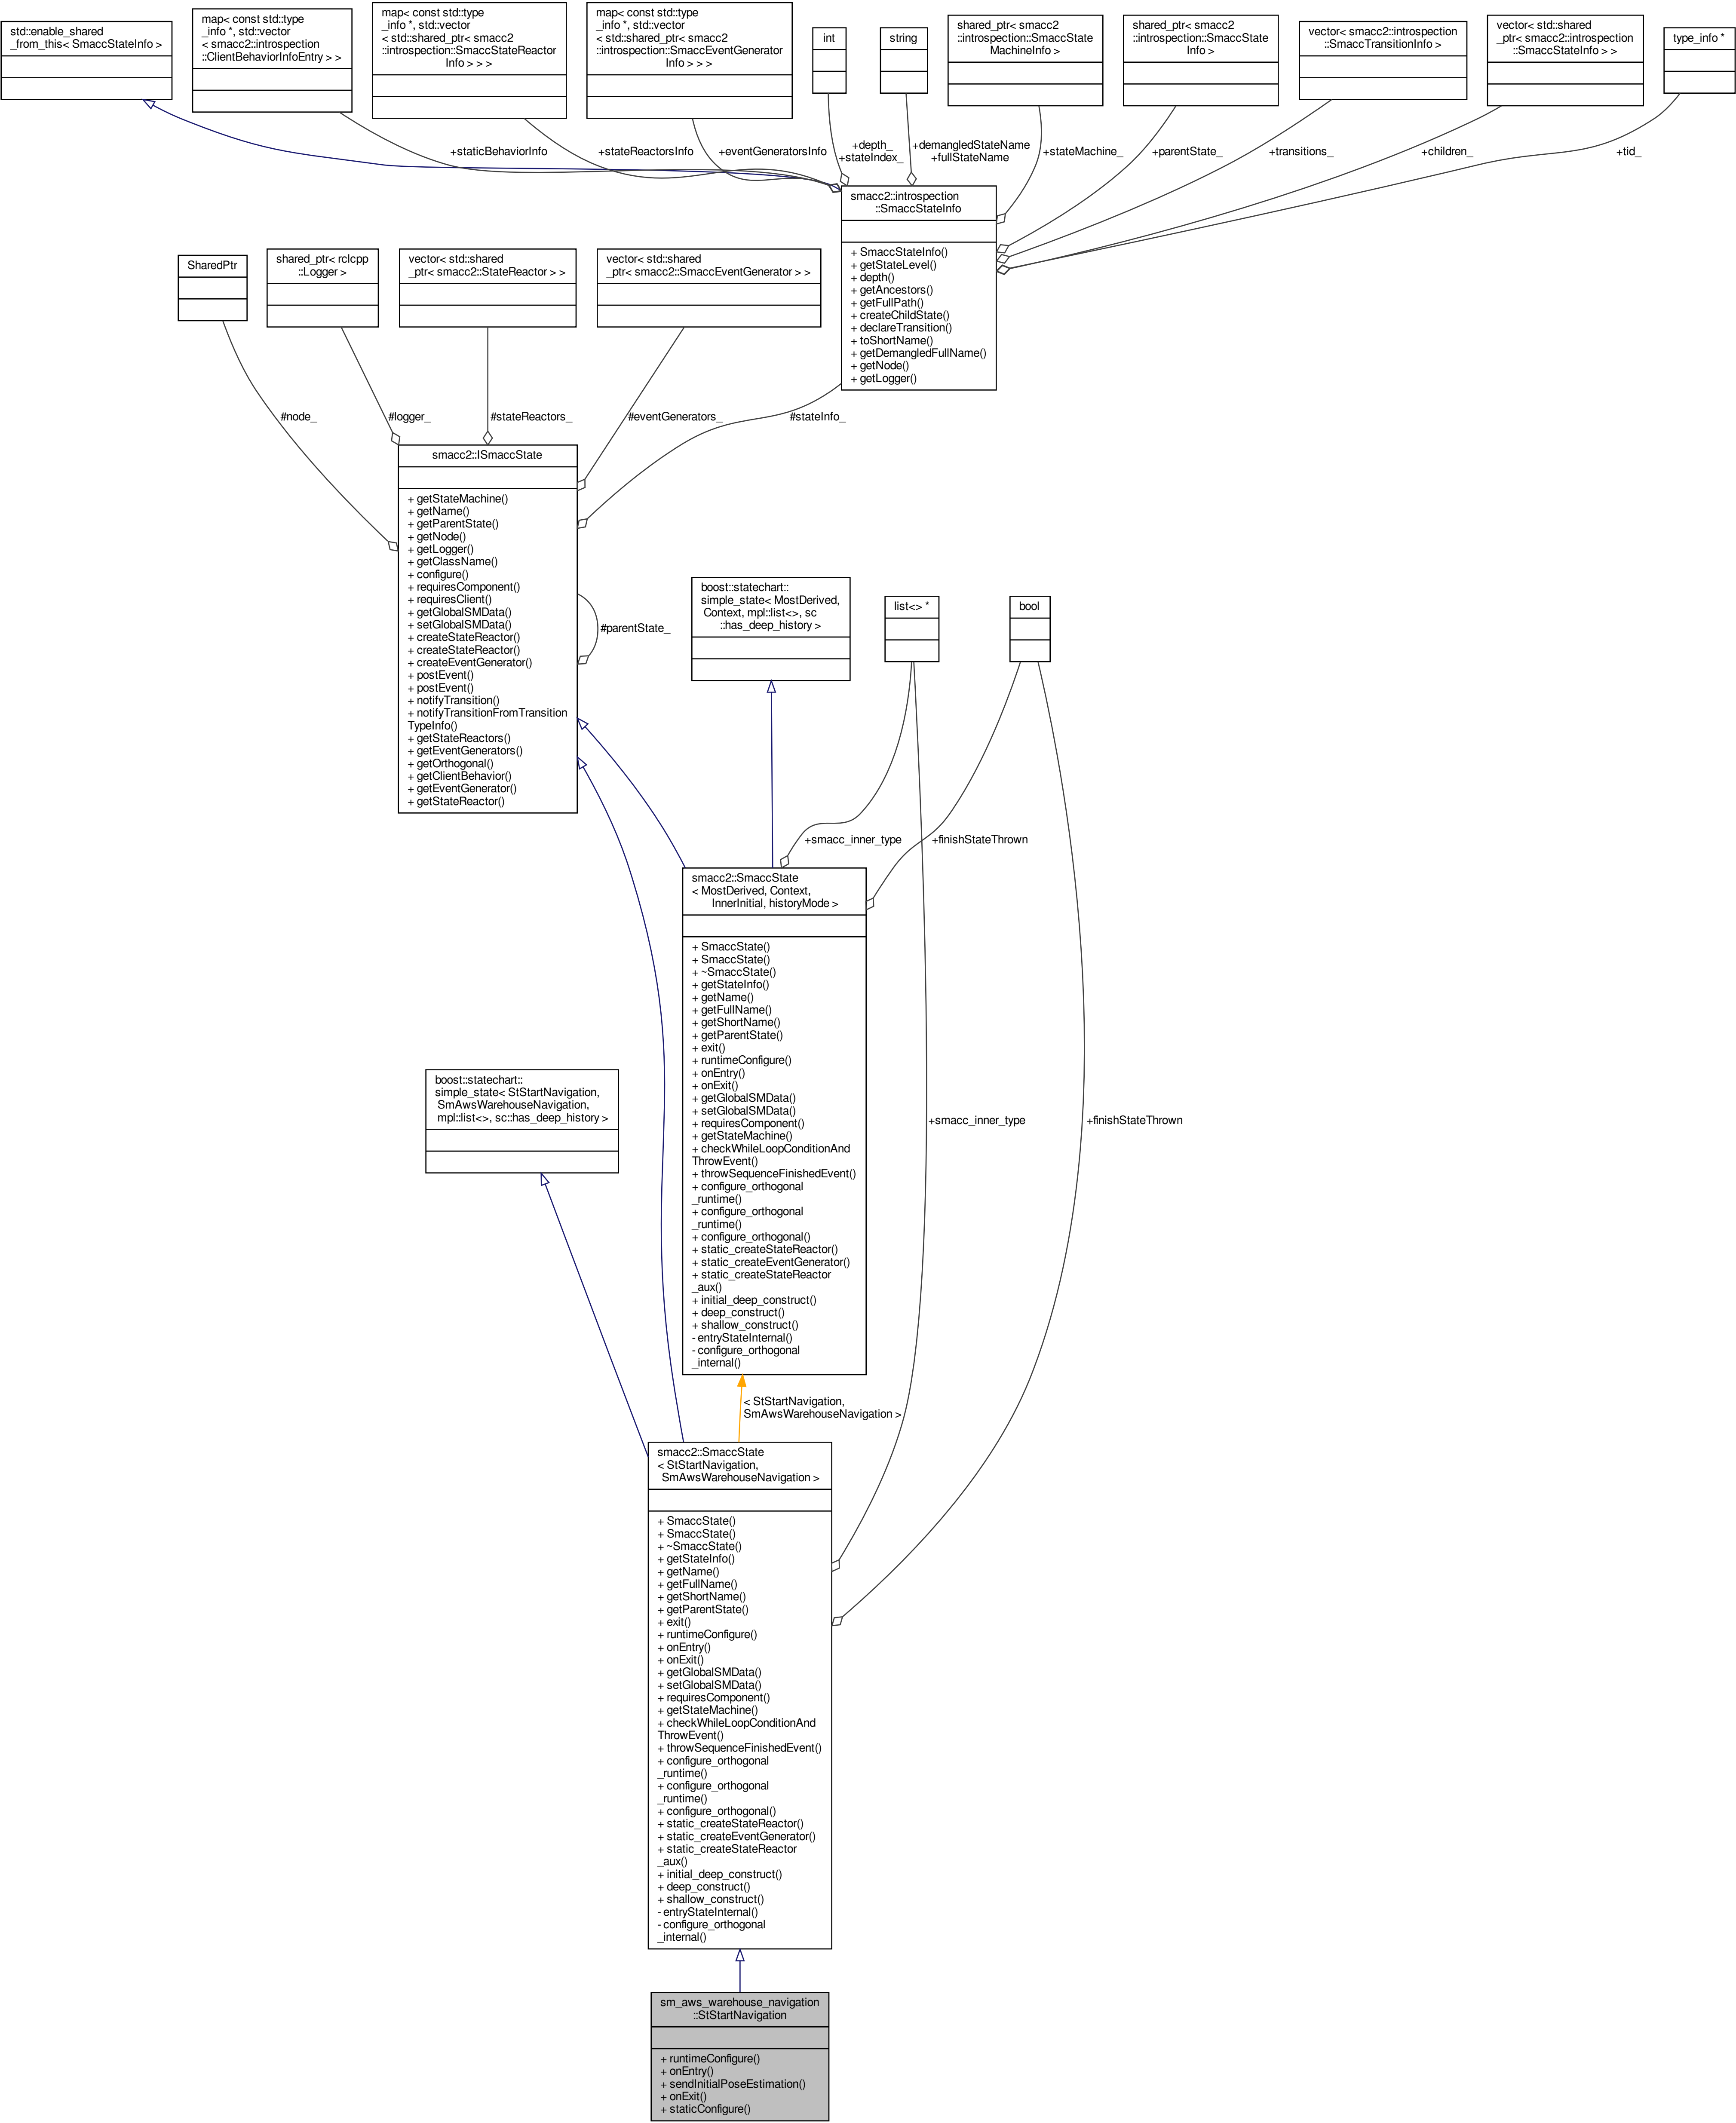 std::enable_shared
_from_this< SmaccStateInfo >
map< const std::type
_info *, std::vector
< smacc2::introspection
::ClientBehaviorInfoEntry > >
map< const std::type
_info *, std::vector
< std::shared_ptr< smacc2
::introspection::SmaccStateReactor
Info > > >
map< const std::type
_info *, std::vector
< std::shared_ptr< smacc2
::introspection::SmaccEventGenerator
Info > > >
int
string
shared_ptr< smacc2
::introspection::SmaccState
MachineInfo >
shared_ptr< smacc2
::introspection::SmaccState
Info >
vector< smacc2::introspection
::SmaccTransitionInfo >
vector< std::shared
_ptr< smacc2::introspection
::SmaccStateInfo > >
type_info *
+staticBehaviorInfo
+stateReactorsInfo
+eventGeneratorsInfo
+depth_
+stateIndex_
+demangledStateName
+fullStateName
+stateMachine_
+parentState_
+transitions_
+children_
+tid_
smacc2::introspection
::SmaccStateInfo
+ SmaccStateInfo()
+ getStateLevel()
+ depth()
+ getAncestors()
+ getFullPath()
+ createChildState()
+ declareTransition()
+ toShortName()
+ getDemangledFullName()
+ getNode()
+ getLogger()
SharedPtr
shared_ptr< rclcpp
::Logger >
vector< std::shared
_ptr< smacc2::StateReactor > >
vector< std::shared
_ptr< smacc2::SmaccEventGenerator > >
#node_
#logger_
#stateReactors_
#eventGenerators_
#stateInfo_
smacc2::ISmaccState
+ getStateMachine()
+ getName()
+ getParentState()
+ getNode()
+ getLogger()
+ getClassName()
+ configure()
+ requiresComponent()
+ requiresClient()
+ getGlobalSMData()
+ setGlobalSMData()
+ createStateReactor()
+ createStateReactor()
+ createEventGenerator()
+ postEvent()
+ postEvent()
+ notifyTransition()
+ notifyTransitionFromTransition
TypeInfo()
+ getStateReactors()
+ getEventGenerators()
+ getOrthogonal()
+ getClientBehavior()
+ getEventGenerator()
+ getStateReactor()
#parentState_
boost::statechart::
simple_state< MostDerived,
Context, mpl::list<>, sc
::has_deep_history >
list<> *
bool
+smacc_inner_type
+finishStateThrown
smacc2::SmaccState
< MostDerived, Context,
InnerInitial, historyMode >
+ SmaccState()
+ SmaccState()
+ ~SmaccState()
+ getStateInfo()
+ getName()
+ getFullName()
+ getShortName()
+ getParentState()
+ exit()
+ runtimeConfigure()
+ onEntry()
+ onExit()
+ getGlobalSMData()
+ setGlobalSMData()
+ requiresComponent()
+ getStateMachine()
+ checkWhileLoopConditionAnd
ThrowEvent()
+ throwSequenceFinishedEvent()
+ configure_orthogonal
_runtime()
+ configure_orthogonal
_runtime()
+ configure_orthogonal()
+ static_createStateReactor()
+ static_createEventGenerator()
+ static_createStateReactor
_aux()
+ initial_deep_construct()
+ deep_construct()
+ shallow_construct()
- entryStateInternal()
- configure_orthogonal
_internal()
boost::statechart::
simple_state< StStartNavigation,
SmAwsWarehouseNavigation,
mpl::list<>, sc::has_deep_history >
+smacc_inner_type
+finishStateThrown
< StStartNavigation,
SmAwsWarehouseNavigation >
smacc2::SmaccState
< StStartNavigation,
SmAwsWarehouseNavigation >
+ SmaccState()
+ SmaccState()
+ ~SmaccState()
+ getStateInfo()
+ getName()
+ getFullName()
+ getShortName()
+ getParentState()
+ exit()
+ runtimeConfigure()
+ onEntry()
+ onExit()
+ getGlobalSMData()
+ setGlobalSMData()
+ requiresComponent()
+ getStateMachine()
+ checkWhileLoopConditionAnd
ThrowEvent()
+ throwSequenceFinishedEvent()
+ configure_orthogonal
_runtime()
+ configure_orthogonal
_runtime()
+ configure_orthogonal()
+ static_createStateReactor()
+ static_createEventGenerator()
+ static_createStateReactor
_aux()
+ initial_deep_construct()
+ deep_construct()
+ shallow_construct()
- entryStateInternal()
- configure_orthogonal
_internal()
sm_aws_warehouse_navigation
::StStartNavigation
+ runtimeConfigure()
+ onEntry()
+ sendInitialPoseEstimation()
+ onExit()
+ staticConfigure()